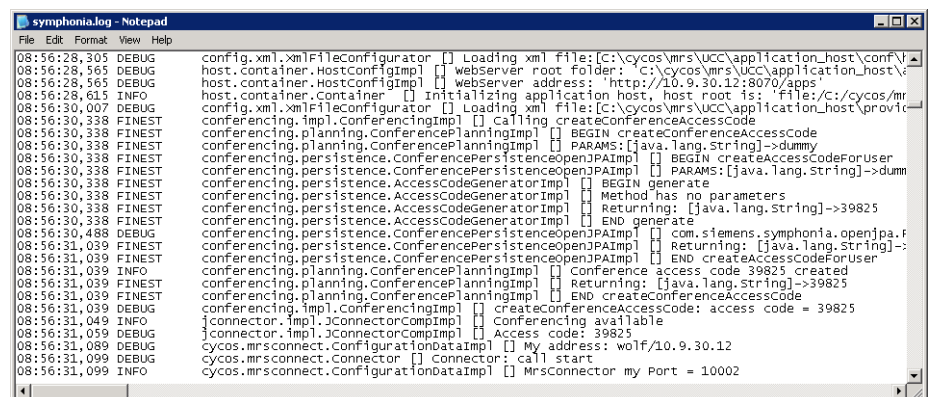 symphonia.log - Notepad
File Edit Format View Help
08:56:28,305 DEBUG config.xml.XmlFileConfigurator [] Loading xml file:[C:\cycos\mrs\UCC\application_host\conf\h
08:56:28,565 DEBUG host.container.HostConfigImpl [] WebServer root folder: 'C:\cycos\mrs\UCC\application_host\a
08:56:28,565 DEBUG host.container.HostConfigImpl [] WebServer address: 'http://10.9.30.12:8070/apps'
08:56:28,615 INFO host.container.Container [] Initializing application host, host root is: 'file:/C:/cycos/mr
08:56:30,007 DEBUG config.xml.XmlFileConfigurator [] Loading xml file:[C:\cycos\mrs\UCC\application_host\provid
08:56:30,338 FINEST conferencing.impl.ConferencingImpl [] Calling createConferenceAccessCode
08:56:30,338 FINEST conferencing.planning.ConferencePlanningImpl [] BEGIN createConferenceAccessCode
08:56:30,338 FINEST conferencing.planning.ConferencePlanningImpl [] PARAMS:[java.lang.String]->dummy
08:56:30,338 FINEST conferencing.persistence.ConferencePersistenceOpenJPAImpl [] BEGIN createAccessCodeForUser
08:56:30,338 FINEST conferencing.persistence.ConferencePersistenceOpenJPAImpl [] PARAMS:[java.lang.String]->dumm
08:56:30,338 FINEST conferencing.persistence.AccessCodeGeneratorImpl [] BEGIN generate
08:56:30,338 FINEST conferencing.persistence.AccessCodeGeneratorImpl [] Method has no parameters
08:56:30,338 FINEST conferencing.persistence.AccessCodeGeneratorImpl [] Returning: [java.lang.String]->39825
08:56:30,338 FINEST conferencing.persistence.AccessCodeGeneratorImpl [] END generate
08:56:30,488 DEBUG conferencing.persistence.ConferencePersistenceOpenJPAImpl [] com.siemens.symphonia.openjpa.P
08:56:31,039 FINEST conferencing.persistence.ConferencePersistenceOpenJPAImpl [] Returning: [java.lang.String]->
08:56:31,039 FINEST conferencing.persistence.ConferencePersistenceOpenJPAImpl [] END createAccessCodeForUser
08:56:31,039 INFO conferencing.planning.ConferencePlanningImpl [] Conference access code 39825 created
08:56:31,039 FINEST conferencing.planning.ConferencePlanningImpl [] Returning: [java.lang.String]->39825
08:56:31,039 FINEST conferencing.planning.ConferencePlanningImpl [] END createConferenceAccessCode
08:56:31,039 DEBUG conferencing.impl.ConferencingImpl [] createConferenceAccessCode: access code = 39825
08:56:31,049 INFO jconnector.impl.JConnectorCompImpl [] Conferencing available
08:56:31,059 DEBUG jconnector.impl.JConnectorCompImpl [] Access code: 39825
08:56:31,089 DEBUG cycos.mrsconnect.ConfigurationDataImpl [] My address: wolf/10.9.30.12
08:56:31,099 DEBUG cycos.mrsconnect.Connector [] Connector: call start
08:56:31,099 INFO cycos.mrsconnect.ConfigurationDataImpl [] MrsConnector my Port = 10002